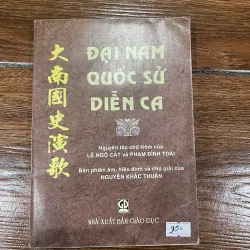 大南國史演歌
ĐẠI NAM
QUỐC SỬ
DIỄN CA
Nguyên tác chữ Nôm của
LÊ NGÔ CÁT và PHẠM ĐÌNH TOÁI
Bản phiên âm, hiệu đính và chú giải của
NGUYỄN KHẮC THUẦN
NHÀ XUẤT BẢN GIÁO DỤC